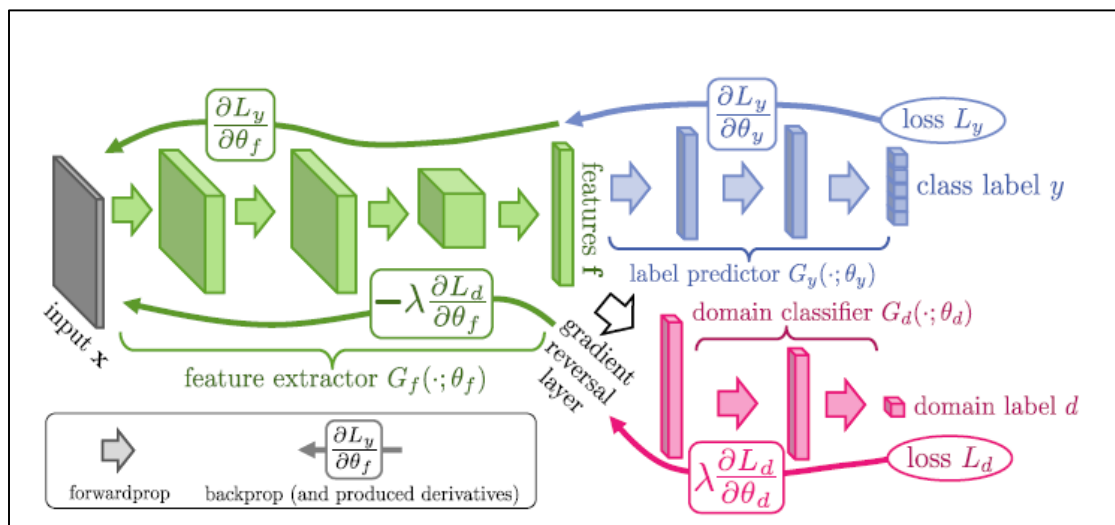 ∂L_y/∂θ_f
∂L_y/∂θ_y
loss L_y
features f
class label y
label predictor G_y(·; θ_y)
input x
−λ ∂L_d/∂θ_f
feature extractor G_f(·; θ_f)
gradient
reversal
layer
domain classifier G_d(·; θ_d)
domain label d
λ ∂L_d/∂θ_d
loss L_d
forwardprop
∂L_y/∂θ_f
backprop (and produced derivatives)